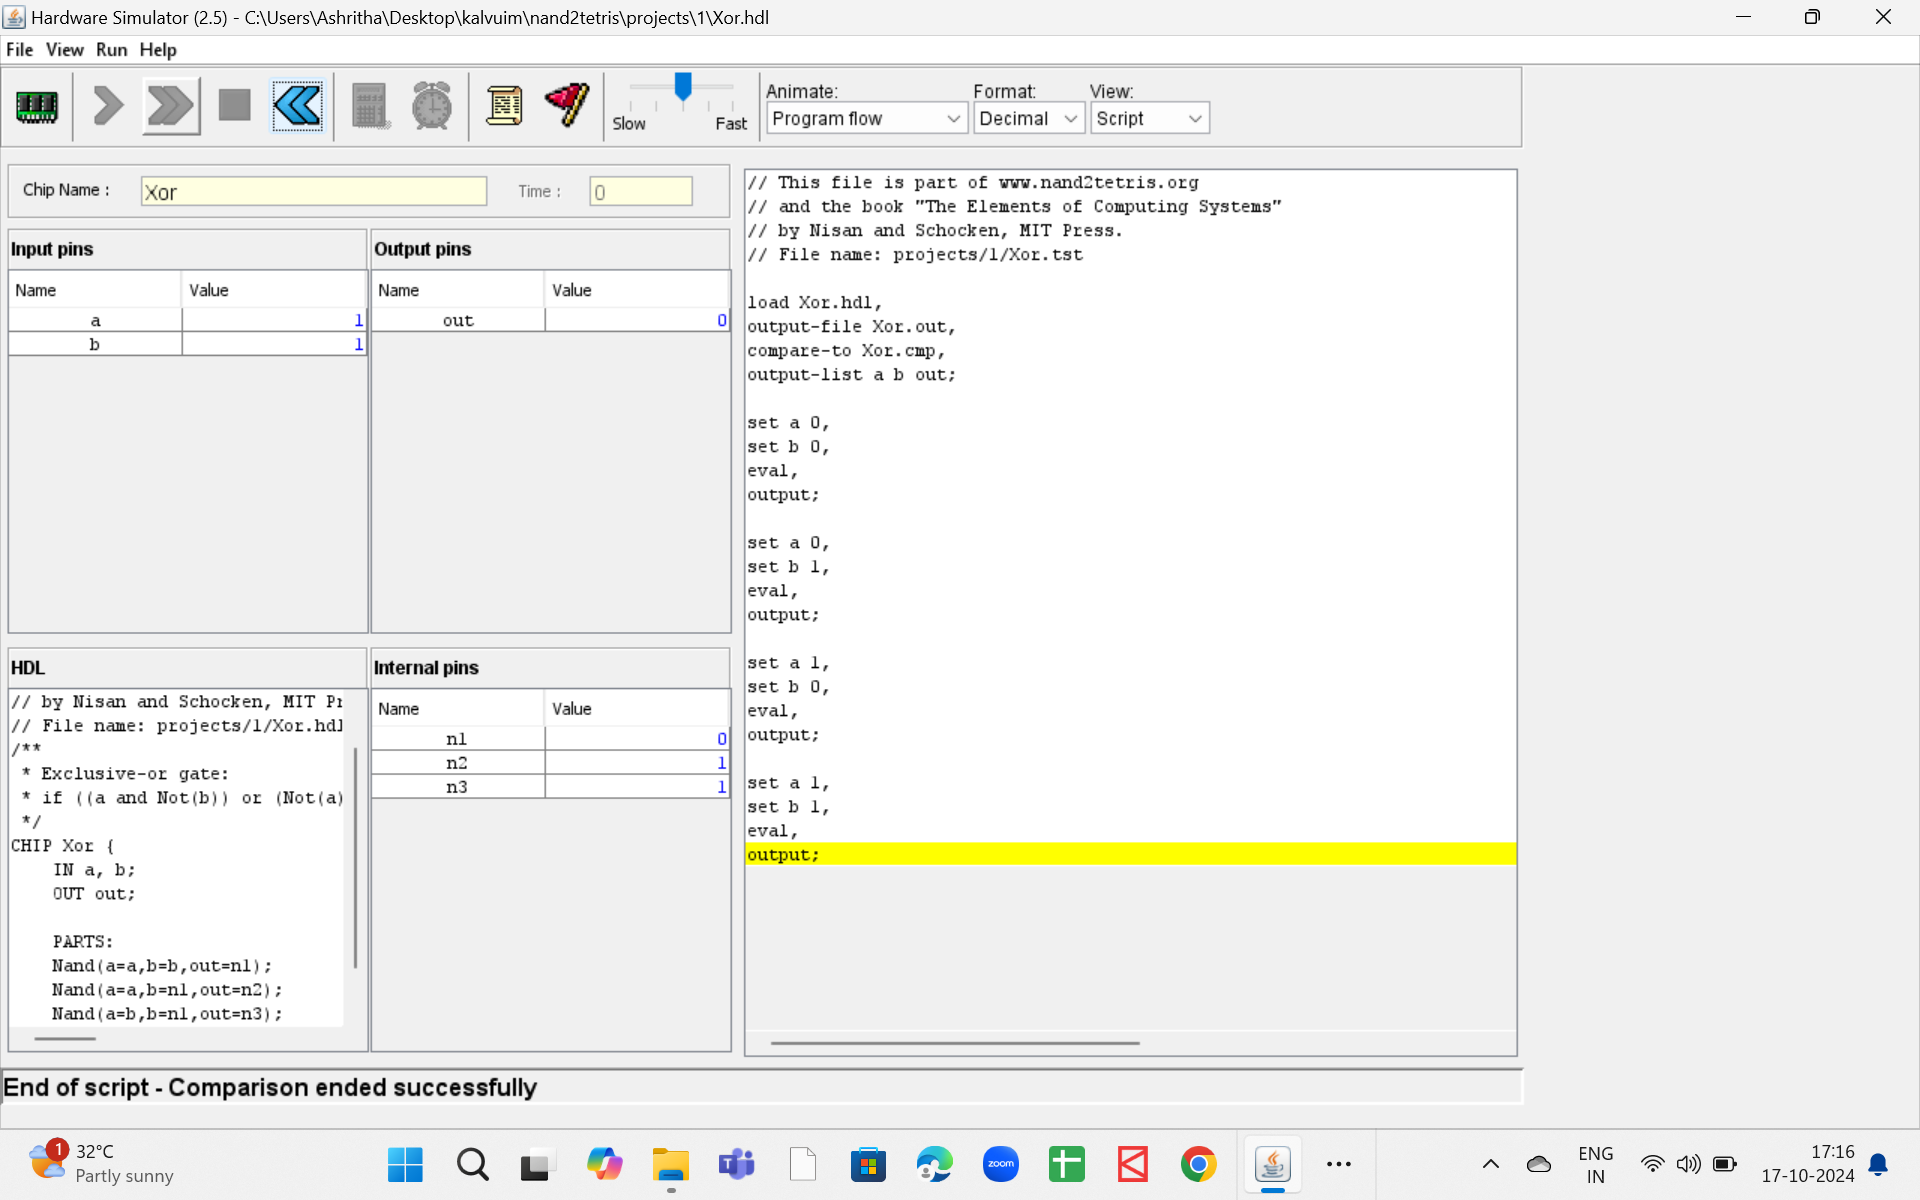 Hardware Simulator (2.5) - C:\Users\Ashritha\Desktop\kalvuim\nand2tetris\projects\1\Xor.hdl
File View Run Help
Slow Fast
Animate:
Program flow
Format:
Decimal
View:
Script
Chip Name :
Xor
Time :
0
Input pins
Name Value
a 1
b 1
Output pins
Name Value
out 0
HDL
// by Nisan and Schocken, MIT Pr
// File name: projects/1/Xor.hdl
/**
* Exclusive-or gate:
* if ((a and Not(b)) or (Not(a)
*/
CHIP Xor {
IN a, b;
OUT out;
PARTS:
Nand(a=a,b=b,out=n1);
Nand(a=a,b=n1,out=n2);
Nand(a=b,b=n1,out=n3);
Internal pins
Name Value
n1 0
n2 1
n3 1
// This file is part of www.nand2tetris.org
// and the book "The Elements of Computing Systems"
// by Nisan and Schocken, MIT Press.
// File name: projects/1/Xor.tst
load Xor.hdl,
output-file Xor.out,
compare-to Xor.cmp,
output-list a b out;
set a 0,
set b 0,
eval,
output;
set a 0,
set b 1,
eval,
output;
set a 1,
set b 0,
eval,
output;
set a 1,
set b 1,
eval,
output;
End of script - Comparison ended successfully
1
32°C
Partly sunny
zoom
ENG
IN
17:16
17-10-2024